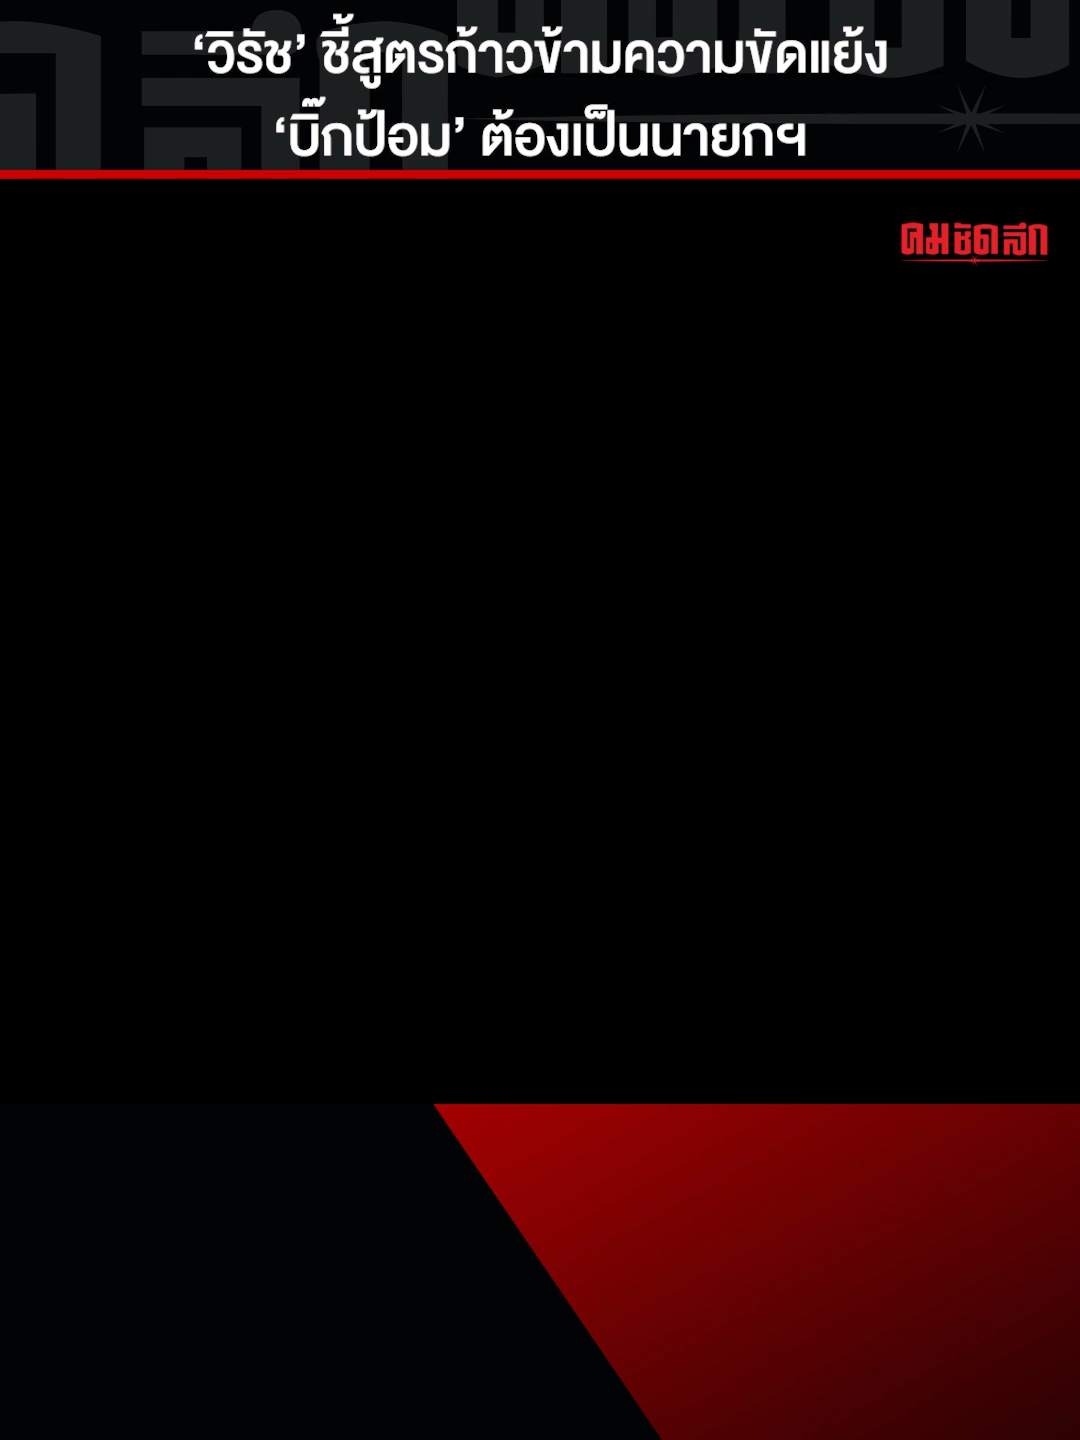 ‘วิรัช’ ชี้สูตรก้าวข้ามความขัดแย้ง
‘บิ๊กป้อม’ ต้องเป็นนายกฯ
คมชัดลึก